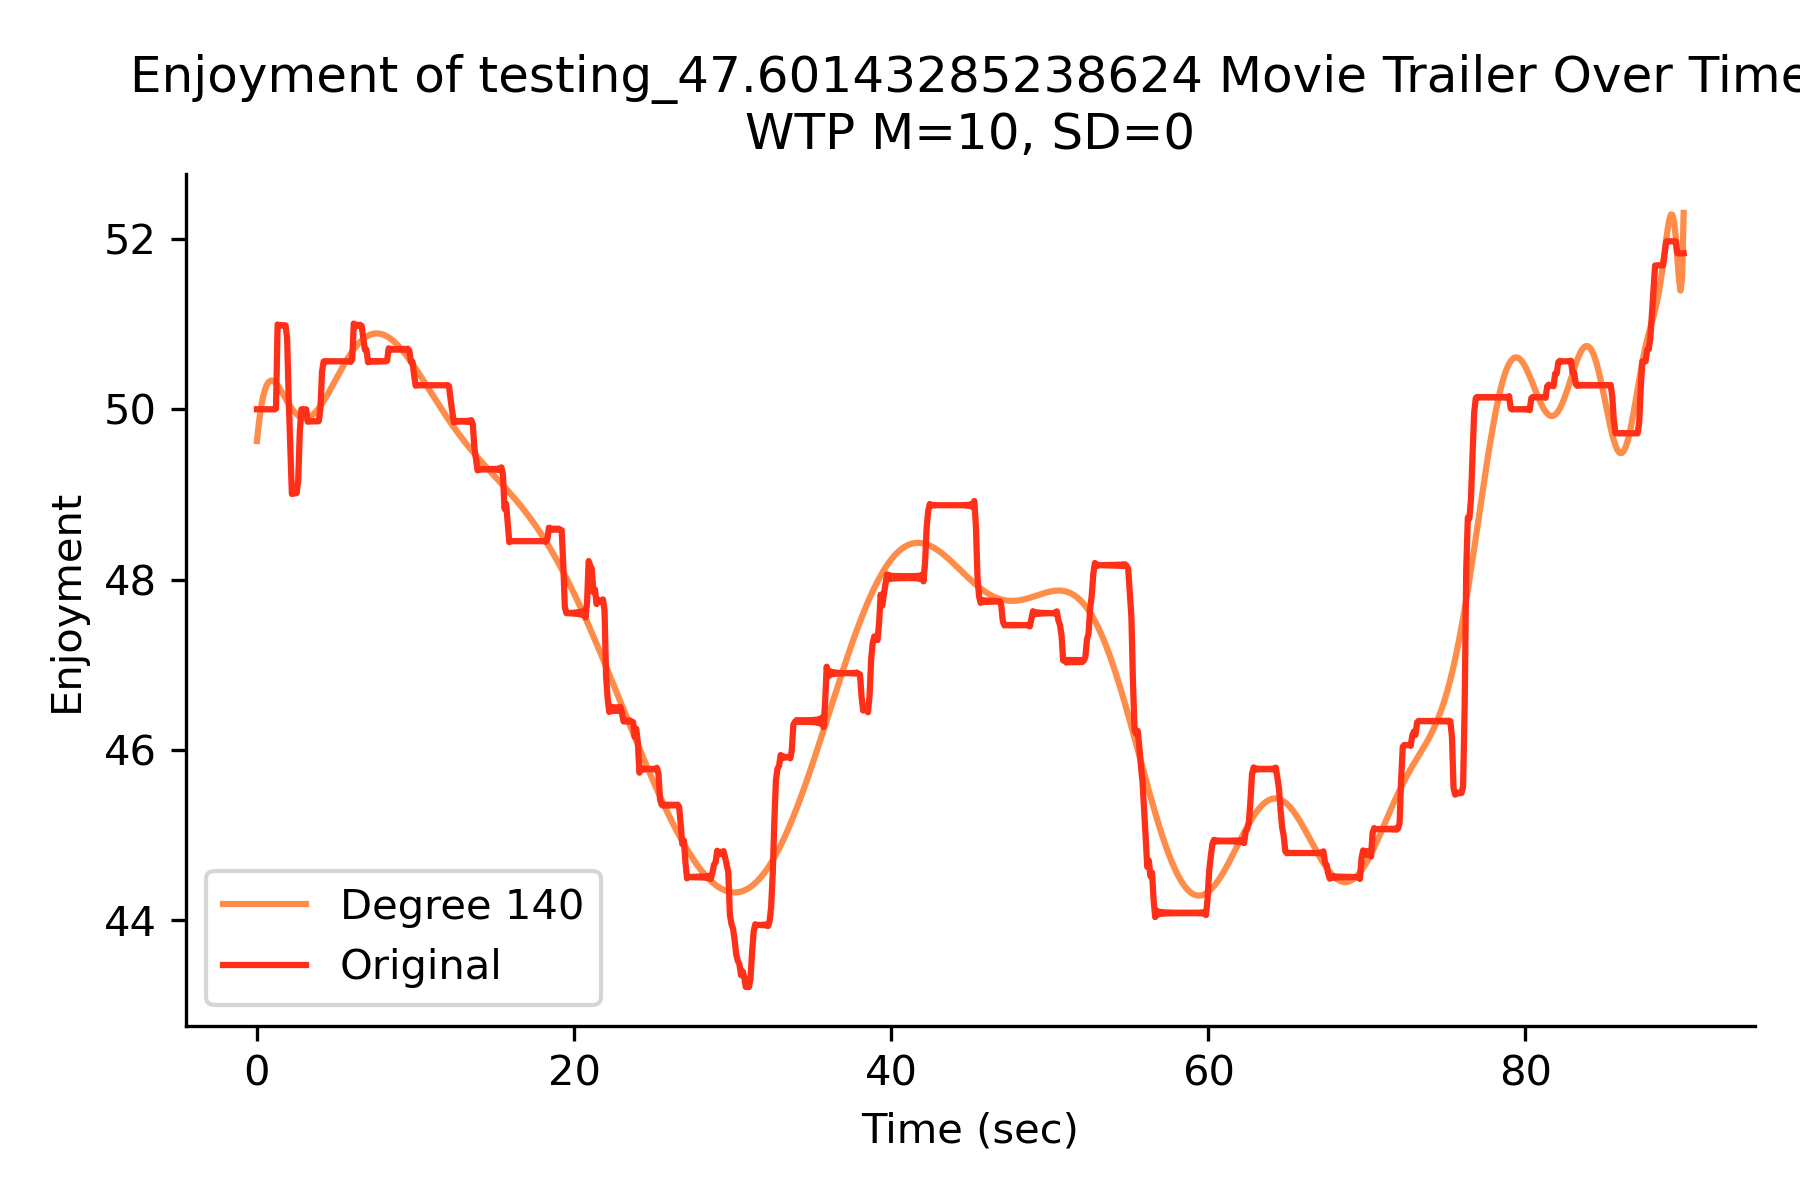 Enjoyment of testing_47.60143285238624 Movie Trailer Over Time
WTP M=10, SD=0
Enjoyment
52
50
48
46
44
Degree 140
Original
0 20 40 60 80
Time (sec)